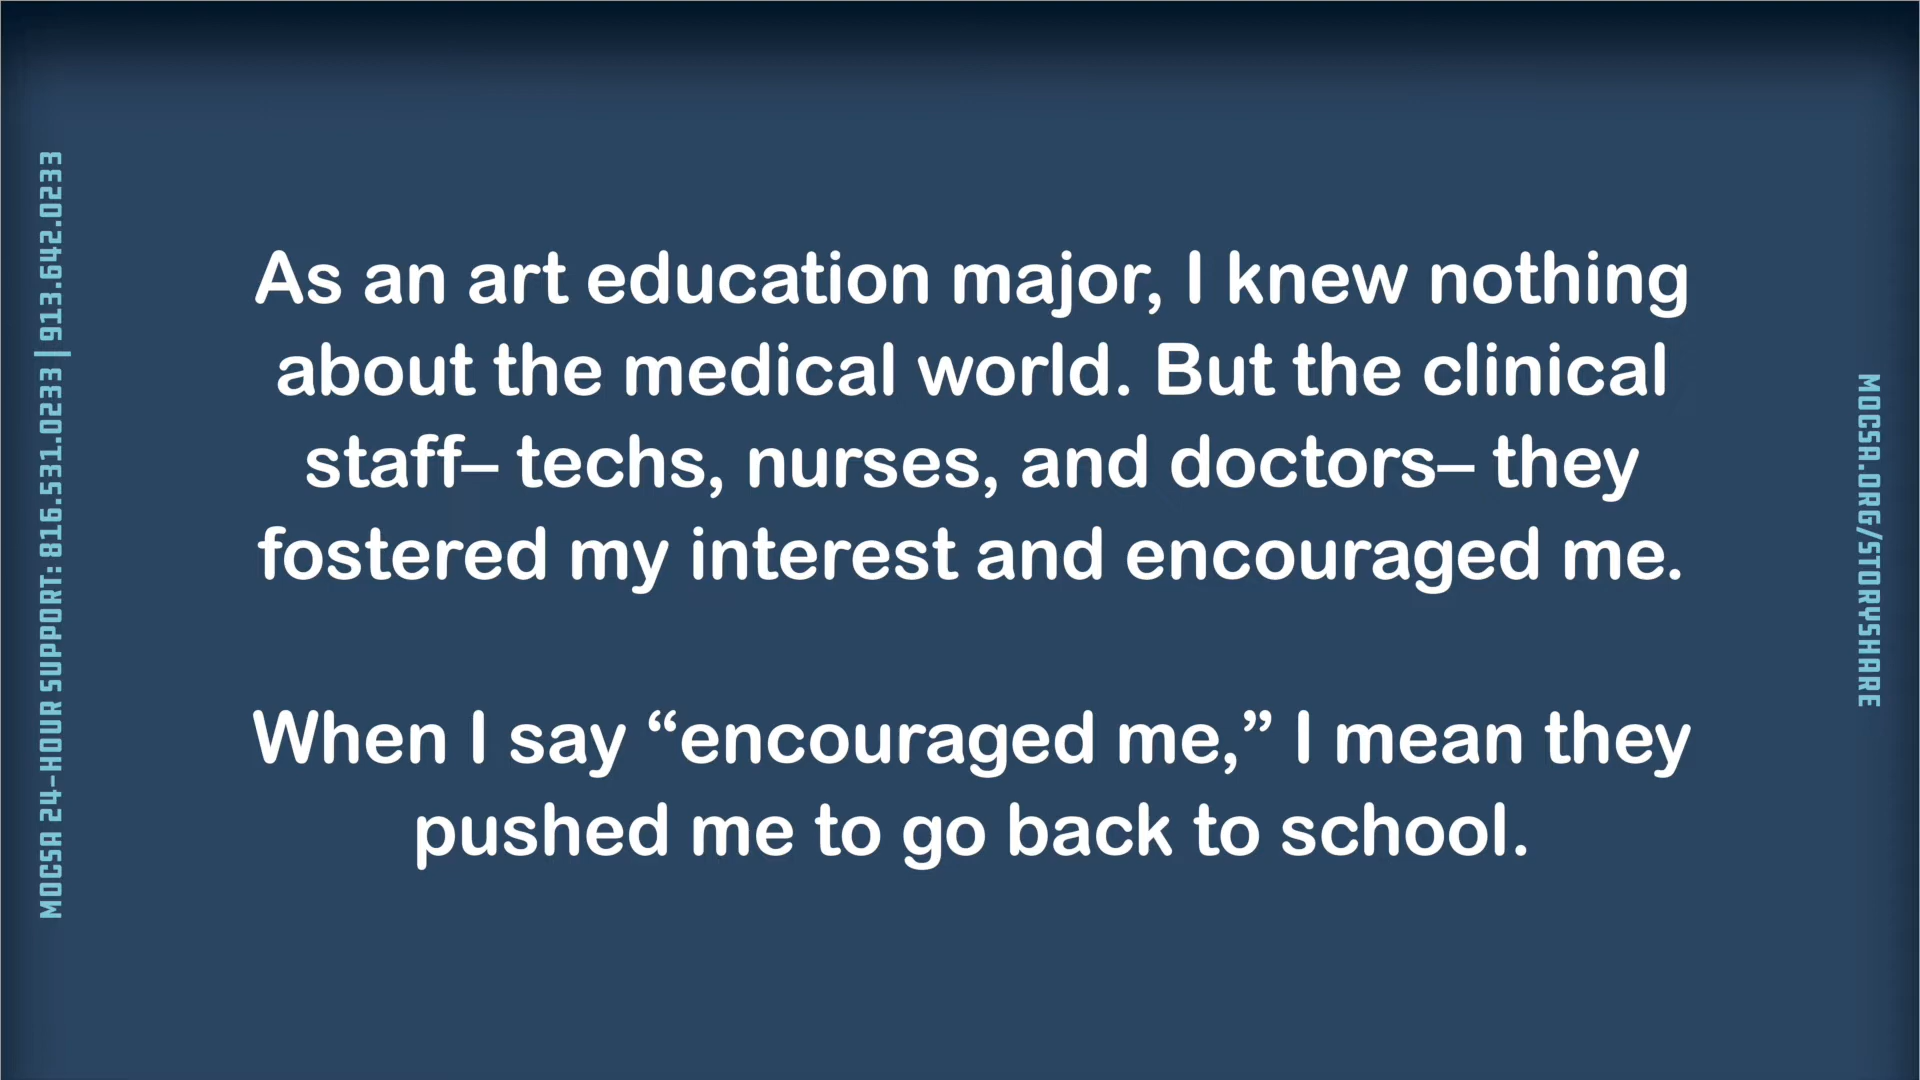 As an art education major, I knew nothing
about the medical world. But the clinical
staff– techs, nurses, and doctors– they
fostered my interest and encouraged me.
When I say “encouraged me,” I mean they
pushed me to go back to school.
MOCSA 24-HOUR SUPPORT: 816.531.0233 | 913.642.0233
MOCSA.ORG/STORYSHARE